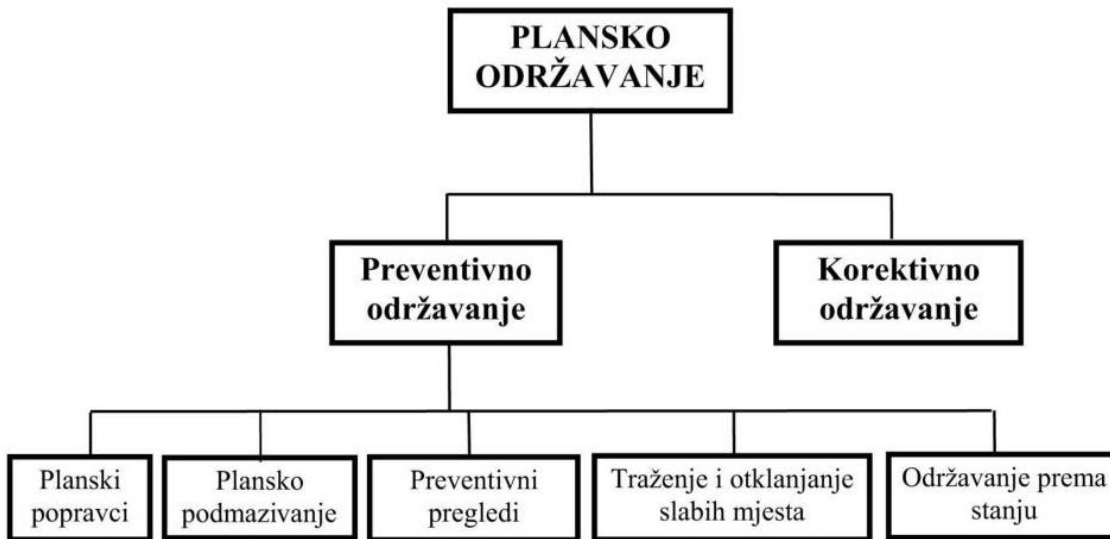 PLANSKO
ODRŽAVANJE
Preventivno
održavanje
Korektivno
održavanje
Planski
popravci
Plansko
podmazivanje
Preventivni
pregledi
Traženje i otklanjanje
slabih mjesta
Održavanje prema
stanju